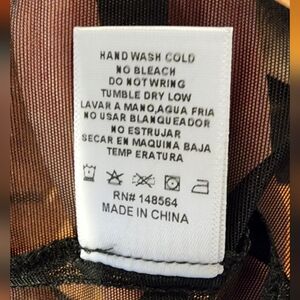 HAND WASH COLD
NO BLEACH
DO NOT WRING
TUMBLE DRY LOW
LAVAR A MANO,AGUA FRIA
NO USAR BLANQUEADOR
NO ESTRUJAR
SECAR EN MAQUINA BAJA
TEMP ERATURA
RN# 148564
MADE IN CHINA